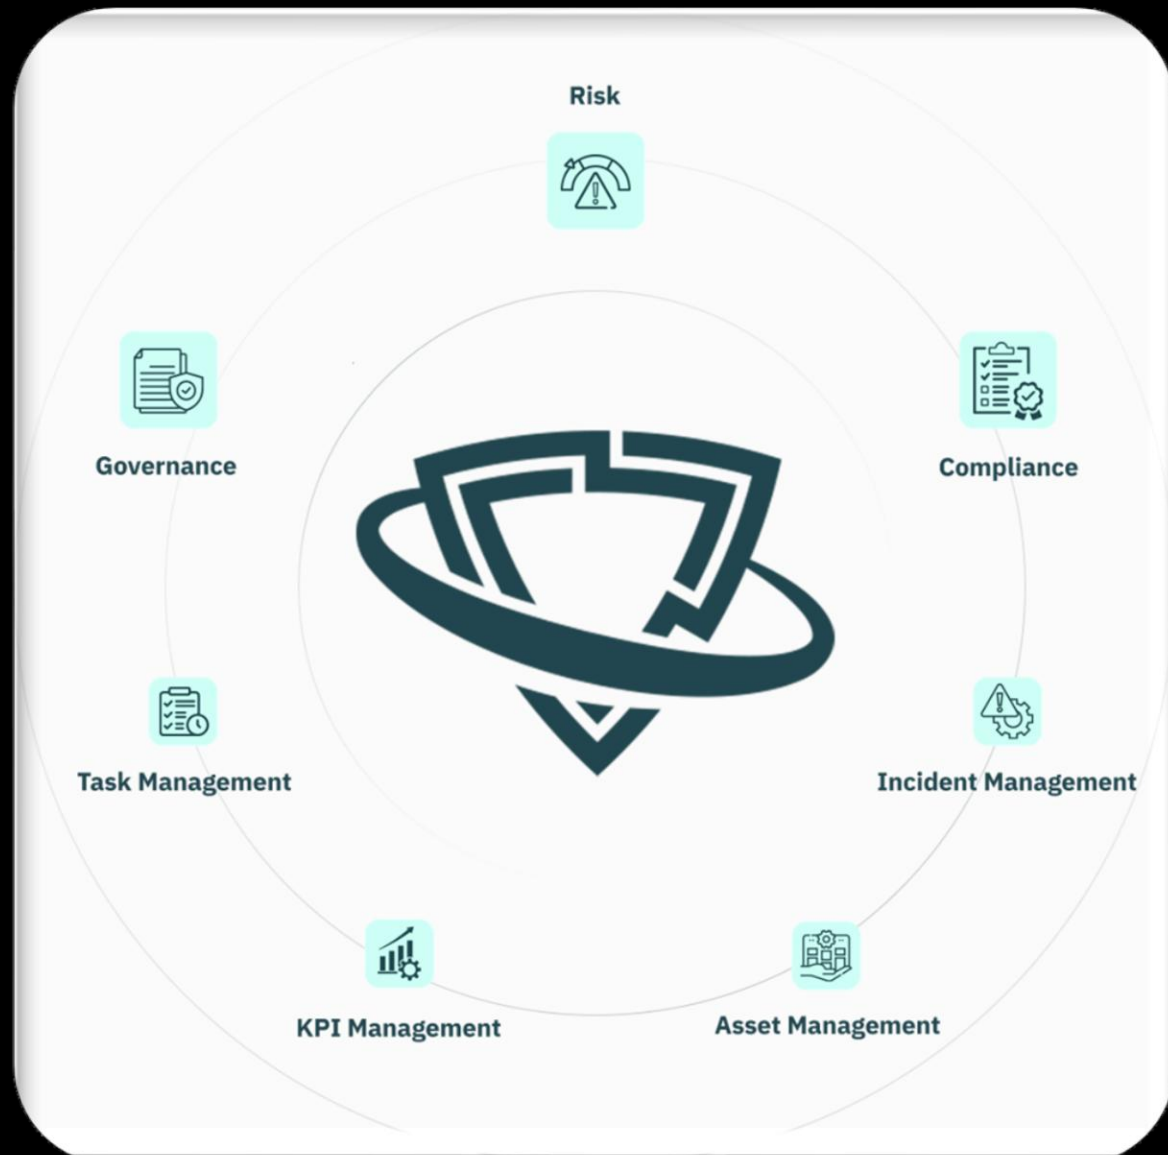 Risk
Governance
Compliance
Task Management
Incident Management
KPI Management
Asset Management